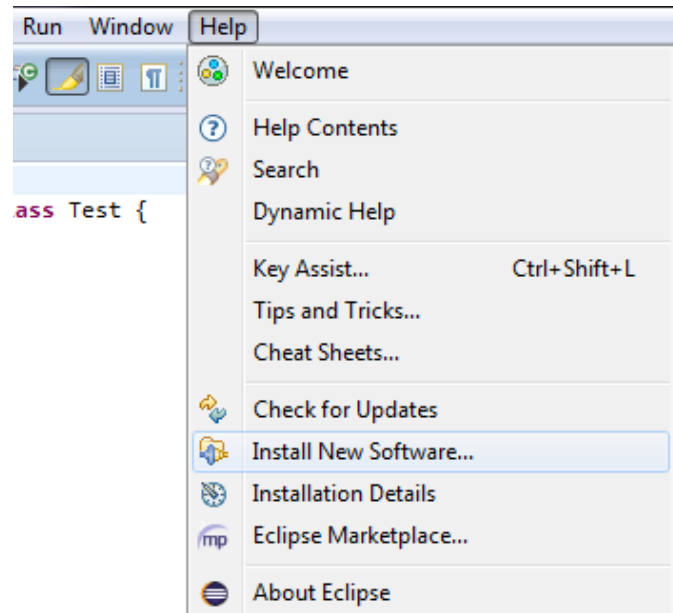 Run Window Help
Welcome
Help Contents
Search
Dynamic Help
ass Test {
Key Assist... Ctrl+Shift+L
Tips and Tricks...
Cheat Sheets...
Check for Updates
Install New Software...
Installation Details
mp Eclipse Marketplace...
About Eclipse